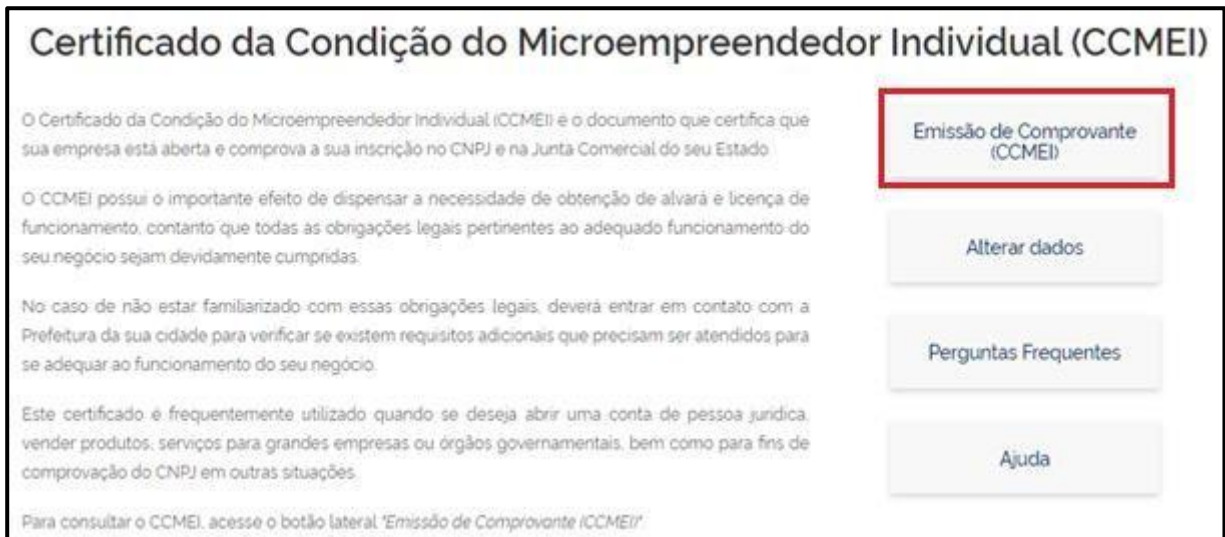 Certificado da Condição do Microempreendedor Individual (CCMEI)
O Certificado da Condição do Microempreendedor Individual (CCMEI) é o documento que certifica que
sua empresa está aberta e comprova a sua inscrição no CNPJ e na Junta Comercial do seu Estado
O CCMEI possui o importante efeito de dispensar a necessidade de obtenção de alvará e licença de
funcionamento, contanto que todas as obrigações legais pertinentes ao adequado funcionamento do
seu negócio sejam devidamente cumpridas.
No caso de não estar familiarizado com essas obrigações legais, deverá entrar em contato com a
Prefeitura da sua cidade para verificar se existem requisitos adicionais que precisam ser atendidos para
se adequar ao funcionamento do seu negócio.
Este certificado é frequentemente utilizado quando se deseja abrir uma conta de pessoa jurídica,
vender produtos, serviços para grandes empresas ou órgãos governamentais, bem como para fins de
comprovação do CNPJ em outras situações.
Para consultar o CCMEI, acesse o botão lateral "Emissão de Comprovante (CCMEI)".
Emissão de Comprovante
(CCMEI)
Alterar dados
Perguntas Frequentes
Ajuda